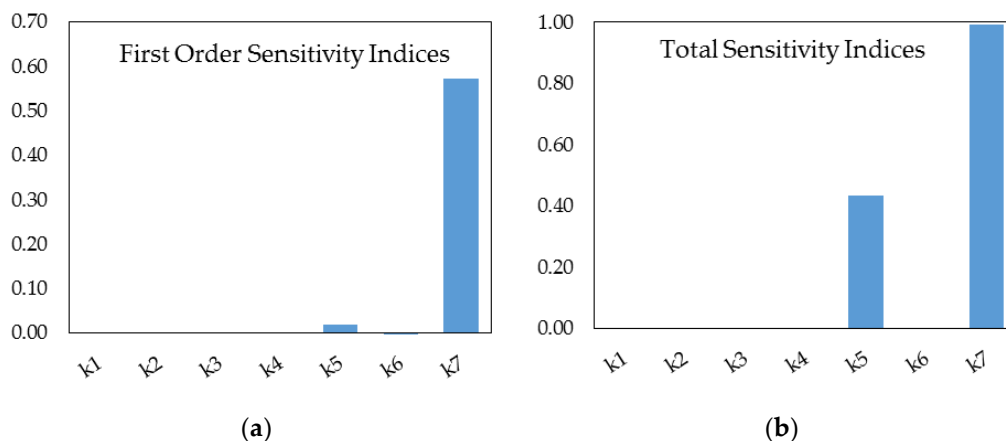 First Order Sensitivity Indices
0.70
0.60
0.50
0.40
0.30
0.20
0.10
0.00
k1 k2 k3 k4 k5 k6 k7
(a)
Total Sensitivity Indices
1.00
0.80
0.60
0.40
0.20
0.00
k1 k2 k3 k4 k5 k6 k7
(b)